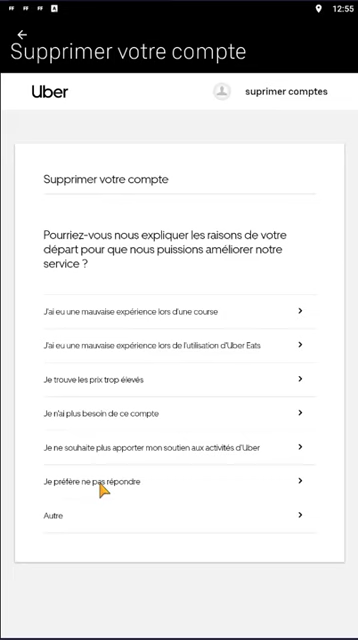 12:55
Supprimer votre compte
Uber
suprimer comptes
Supprimer votre compte
Pourriez-vous nous expliquer les raisons de votre
départ pour que nous puissions améliorer notre
service ?
J'ai eu une mauvaise expérience lors d'une course
J'ai eu une mauvaise expérience lors de l'utilisation d'Uber Eats
Je trouve les prix trop élevés
Je n'ai plus besoin de ce compte
Je ne souhaite plus apporter mon soutien aux activités d'Uber
Je préfère ne pas répondre
Autre